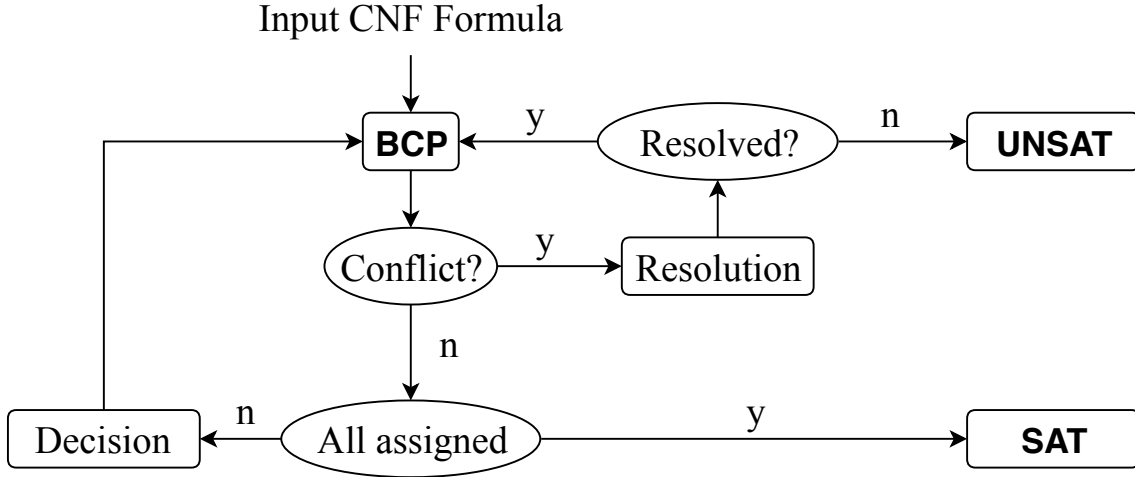 Input CNF Formula
y
n
BCP
Resolved?
UNSAT
y
Conflict?
Resolution
n
n
y
Decision
All assigned
SAT